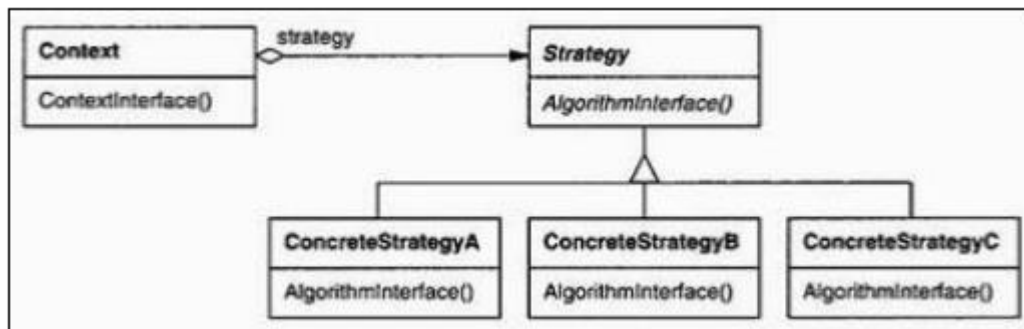 strategy
Context
ContextInterface()
Strategy
AlgorithmInterface()
ConcreteStrategyA
AlgorithmInterface()
ConcreteStrategyB
AlgorithmInterface()
ConcreteStrategyC
AlgorithmInterface()